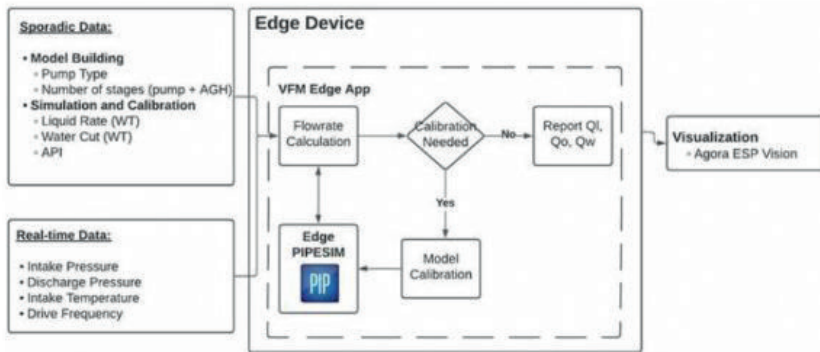 Sporadic Data:
• Model Building
▫ Pump Type
▫ Number of stages (pump + AGH)
• Simulation and Calibration
▫ Liquid Rate (WT)
▫ Water Cut (WT)
▫ API
Real-time Data:
• Intake Pressure
• Discharge Pressure
• Intake Temperature
• Drive Frequency
Edge Device
VFM Edge App
Flowrate
Calculation
Calibration
Needed
No
Report Ql,
Qo, Qw
Yes
Edge
PIPESIM
PIP
Model
Calibration
Visualization
▫ Agora ESP Vision